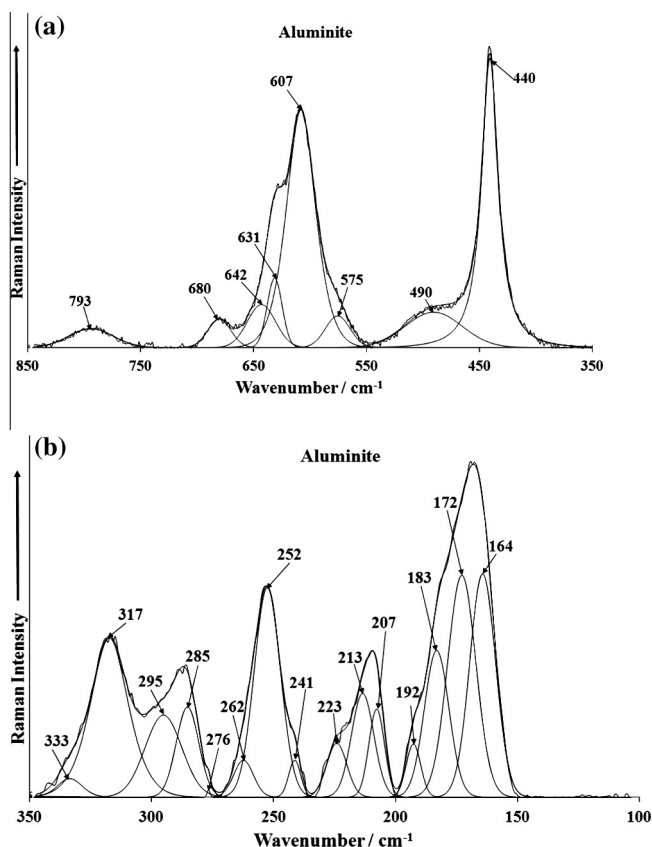 (a)
Aluminite
607
440
631
642
575
793
680
490
Raman Intensity
850 750 650 550 450 350
Wavenumber / cm-1
(b)
Aluminite
172
164
252
183
317
207
285
213
295
241
262
223
192
333
276
Raman Intensity
350 300 250 200 150 100
Wavenumber / cm-1